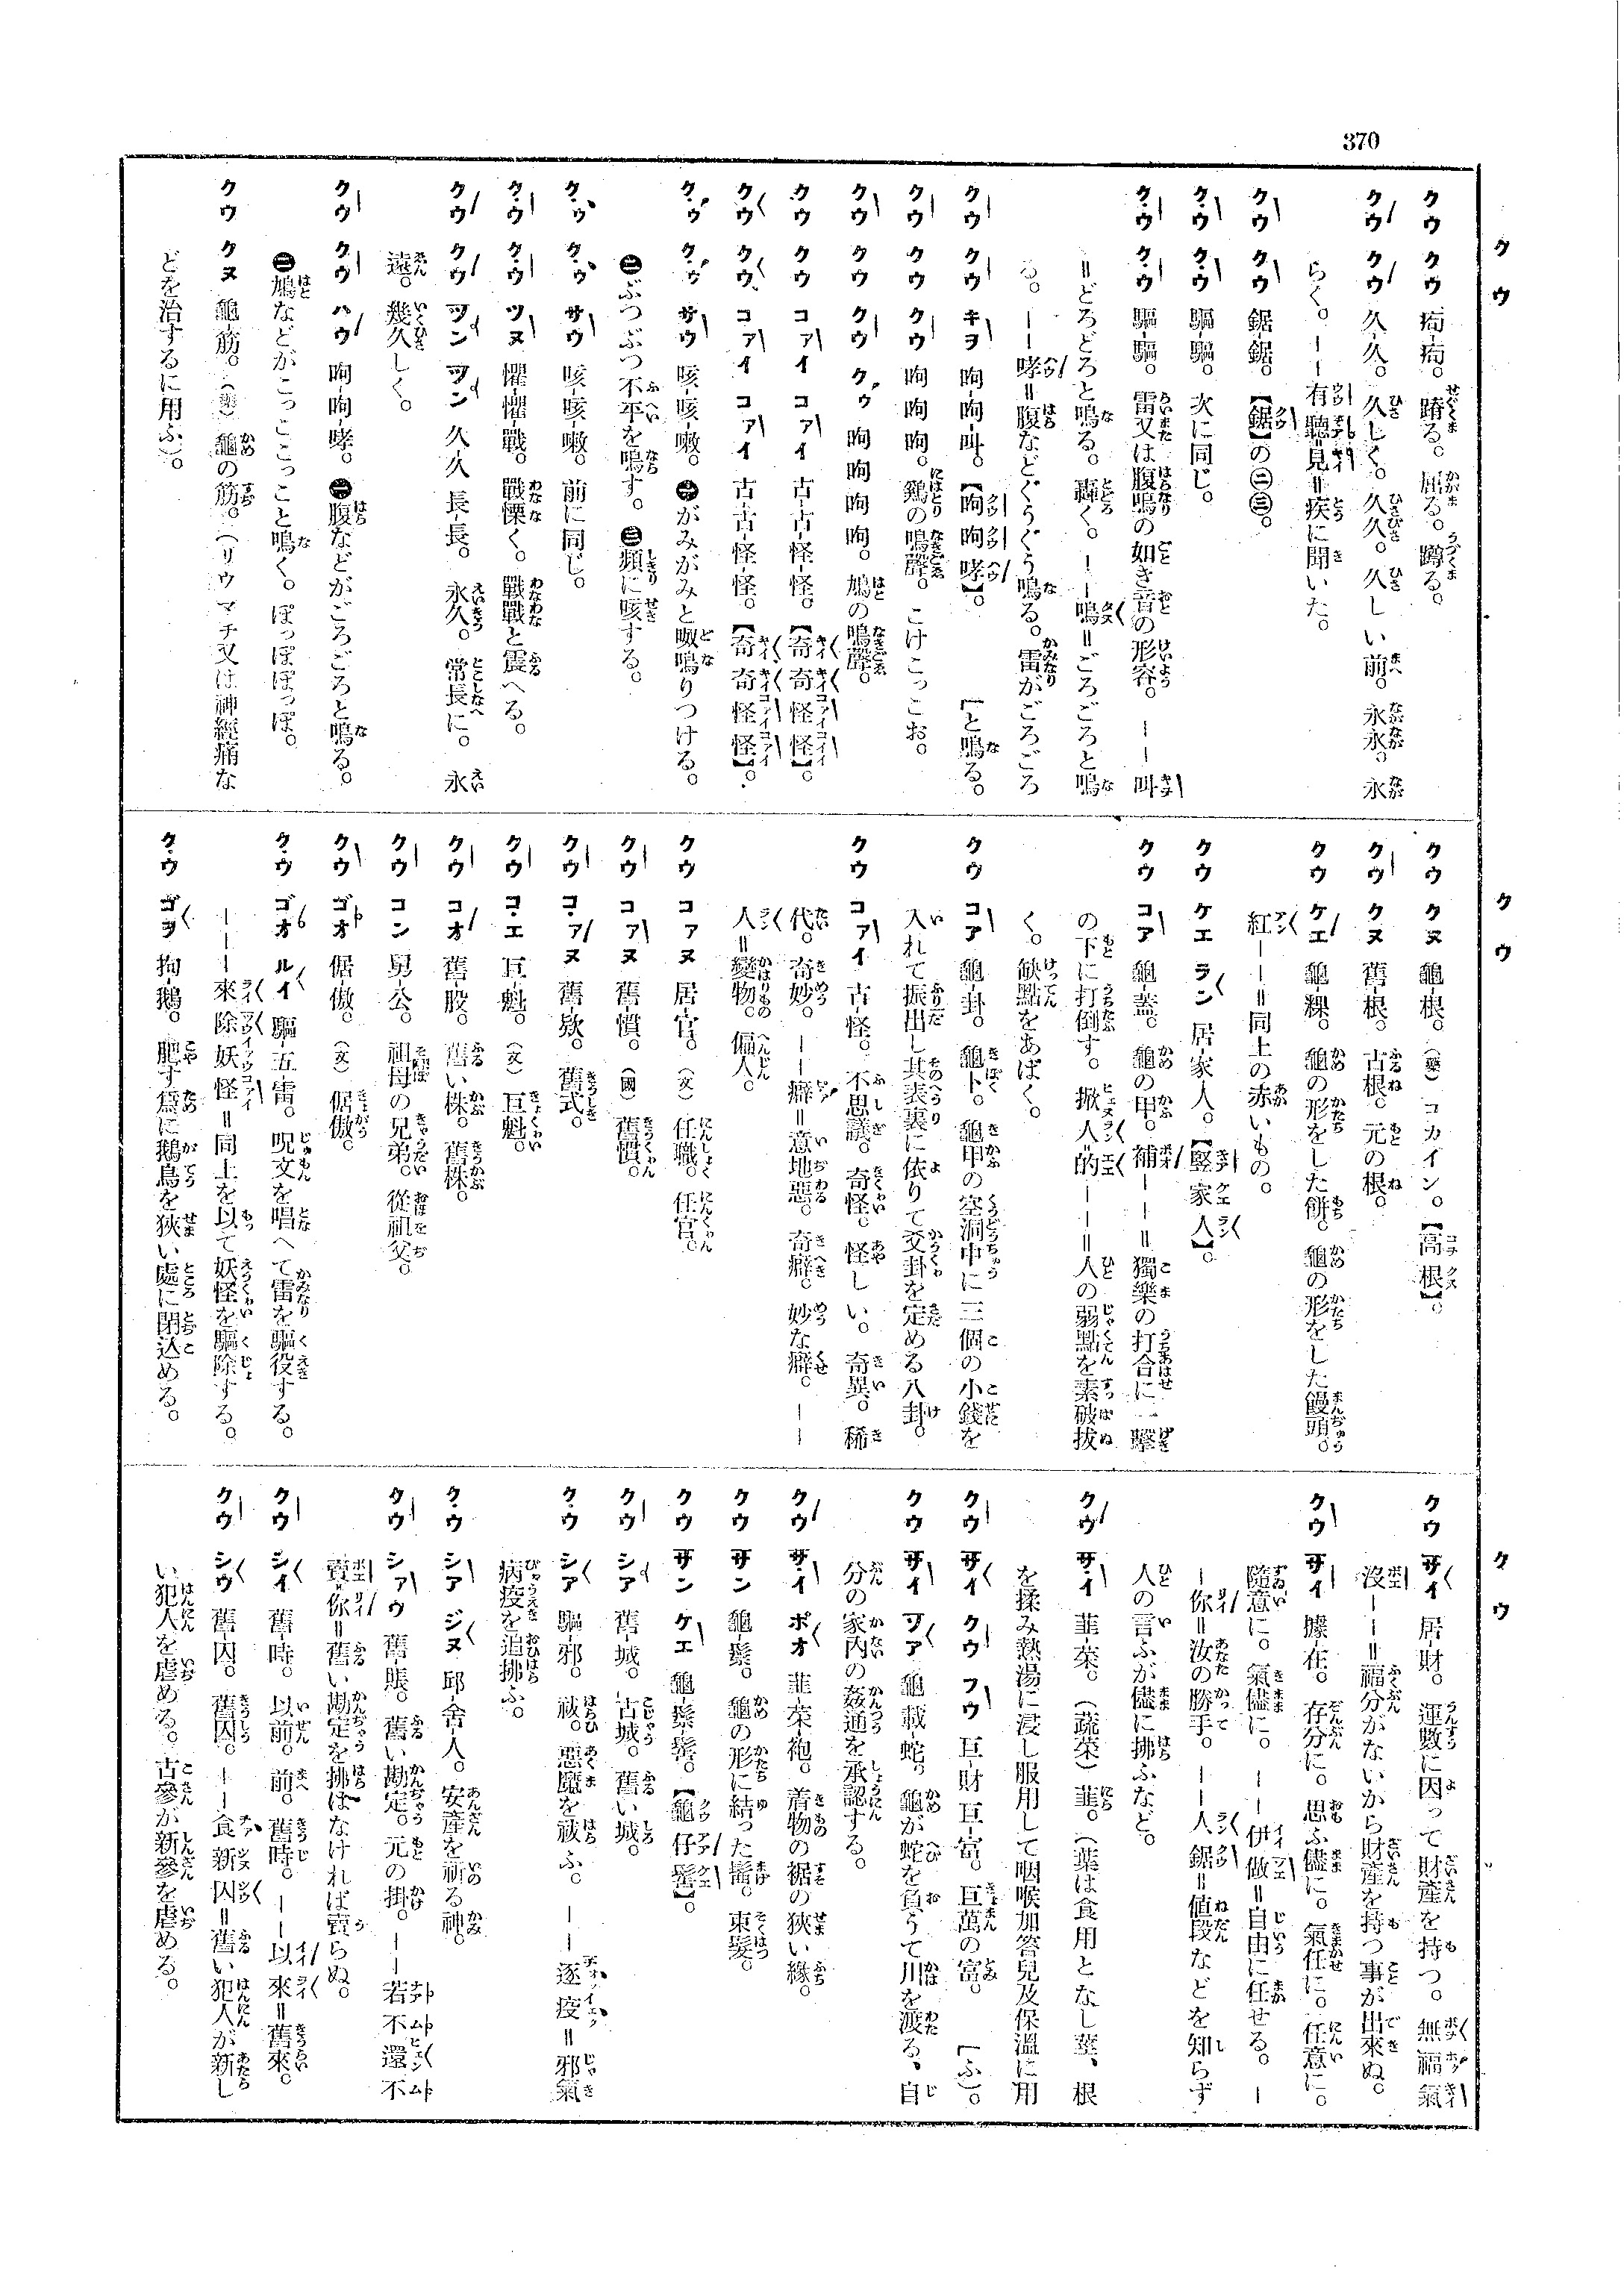 370
クウ
クウ クウ 痀-痀。踡る。屈る。蹲る。
クウ クウ 久-久。久しく。久久。久しい前。永永。永
らく。——有聽見=疾に聞いた。
クウ クウ 鋸-鋸。【鋸】の㊁㊂。
クウ クウ 驅-驅。次に同じ。
クウ クウ 驅-驅。雷又は腹鳴の如き音の形容。——叫
=どろどろと鳴る。轟く。——鳴=ごろごろと鳴
る。——哮=腹などぐうぐう鳴る。雷がごろごろ
クウ クウ キヲ 呴-呴-叫。【呴呴哮】。 [と鳴る。
クウ クウ クウ 呴呴呴。鷄の鳴聲。こけこっこお。
クウ クウ クウ クゥ 呴呴呴呴。鳩の鳴聲。
クウ クウ コァイ コァイ 古-古-怪-怪。【奇奇怪怪】。
クウ クウ コァイ コァイ 古-古-怪-怪。【奇奇怪怪】。
クゥ クゥ サウ 咳-咳-嗽。㊀がみがみと呶鳴りつける。
㊁ぶつぶつ不平を鳴す。㊂頻に咳する。
クゥ クゥ サウ 咳-咳-嗽。前に同じ。
クウ クウ ツヌ 懼-懼-戰。戰慄く。戰戰と震へる。
クウ クウ ツン ツン 久-久 長-長。永久。常長に。永
遠。幾久しく。
クウ クウ ハウ 呴-呴-哮。㊀腹などがごろごろと鳴る。
㊁鳩などがこっここっこと鳴く。ぽっぽぽっぽ。
クウ クヌ 龜-筋。(藥)龜の筋。(リウマチ又は神經痛な
どを治するに用ふ)。
クウ
クウ クヌ 龜-根。(藥)コカイン。【高根】。
クウ クヌ 舊-根。古根。元の根。
クウ ケエ 龜-粿。龜の形をした餅。龜の形をした饅頭。
紅——=同上の赤いもの。
クウ ケエ ラン 居家人。【堅家人】。
クウ コア 龜-蓋。龜の甲。補——=獨樂の打合に一擊
の下に打倒す。掀人的——=人の弱點を素破拔
く。缺點をあばく。
クウ コア 龜-卦。龜卜。龜甲の空洞中に三個の小錢を
入れて振出し其表裏に依りて爻卦を定める八卦。
クウ コァイ 古-怪。不思議。奇怪。怪しい。奇異。稀
代。奇妙。——癖=意地惡。奇癖。妙な癖。——
人=變物。偏人。
クウ コァヌ 居-官。(文)任職。任官。
クウ コァヌ 舊-慣。(國)舊慣。
クウ コァヌ 舊-欵。舊式。
クウ コエ 巨-魁。(文)巨魁。
クウ コオ 舊-股。舊い株。舊株。
クウ コン 舅-公。祖母の兄弟。從祖父。
クウ ゴオ 倨-傲。(文)倨傲。
クウ ゴオ ルイ 驅-五-雷。呪文を唱へて雷を驅役する。
———來除妖怪=同上を以て妖怪を驅除する。
クウ ゴヲ 拘-鵝。肥す爲に鵝鳥を狹い處に閉込める。
クウ
クウ サイ 居-財。運數に因って財產を持つ。無福氣
沒——=福分がないから財產を持つ事が出來ぬ。
クウ サイ 據-在。存分に。思ふ儘に。氣任に。任意に。
隨意に。氣儘に。——伊做=自由に任せる。—
—你=汝の勝手。——人鋸=値段などを知らず
人の言ふが儘に拂ふなど。
クウ サイ 韮-菜。(蔬菜)韮。(葉は食用となし莖、根
を揉み熱湯に浸し服用して咽喉加答兒及保溫に用
クウ サイ クウ フウ 巨-財 巨-富。巨萬の富。 [ふ)。
クウ サイ ツァ 龜-載-蛇。龜が蛇を負うて川を渡る、自
分の家內の姦通を承認する。
クウ サイ ポオ 韮-菜-袍。着物の裾の狹い緣。
クウ サン 龜-鬃。龜の形に結った髷。束髮。
クウ サン ケエ 龜-鬃-髻。【龜仔髻】。
クウ シア 舊-城。古城。舊い城。
クウ シア 驅-邪。祓。惡魔を祓ふ。——逐疫=邪氣
病疫を追拂ふ。
クウ シア ジヌ 邱-舍-人。安產を祈る神。
クウ シァウ 舊-賬。舊い勘定。元の掛。——若不還不
賣你=舊い勘定を拂はなければ賣らぬ。
クウ シイ 舊-時。以前。前。舊時。——以來=舊來。
クウ シウ 舊-囚。舊囚。——食新囚=舊い犯人が新し
い犯人を虐める。古參が新參を虐める。